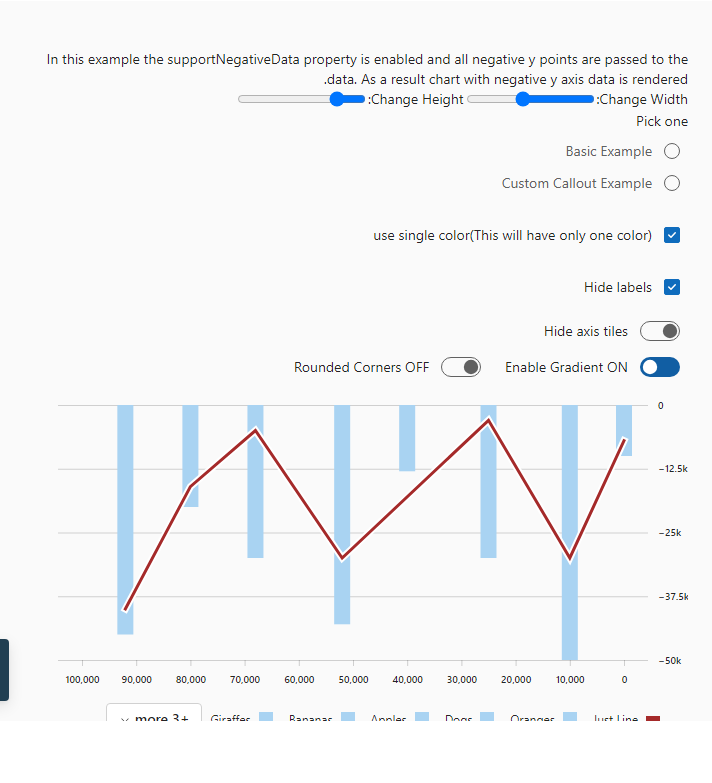 In this example the supportNegativeData property is enabled and all negative y points are passed to the
.data. As a result chart with negative y axis data is rendered
:Change Height :Change Width
Pick one
Basic Example
Custom Callout Example
use single color(This will have only one color)
Hide labels
Hide axis tiles
Rounded Corners OFF Enable Gradient ON
0
−12.5k
−25k
−37.5k
−50k
100,000 90,000 80,000 70,000 60,000 50,000 40,000 30,000 20,000 10,000 0
more 3+ Giraffes Bananas Apples Dogs Oranges Just Line